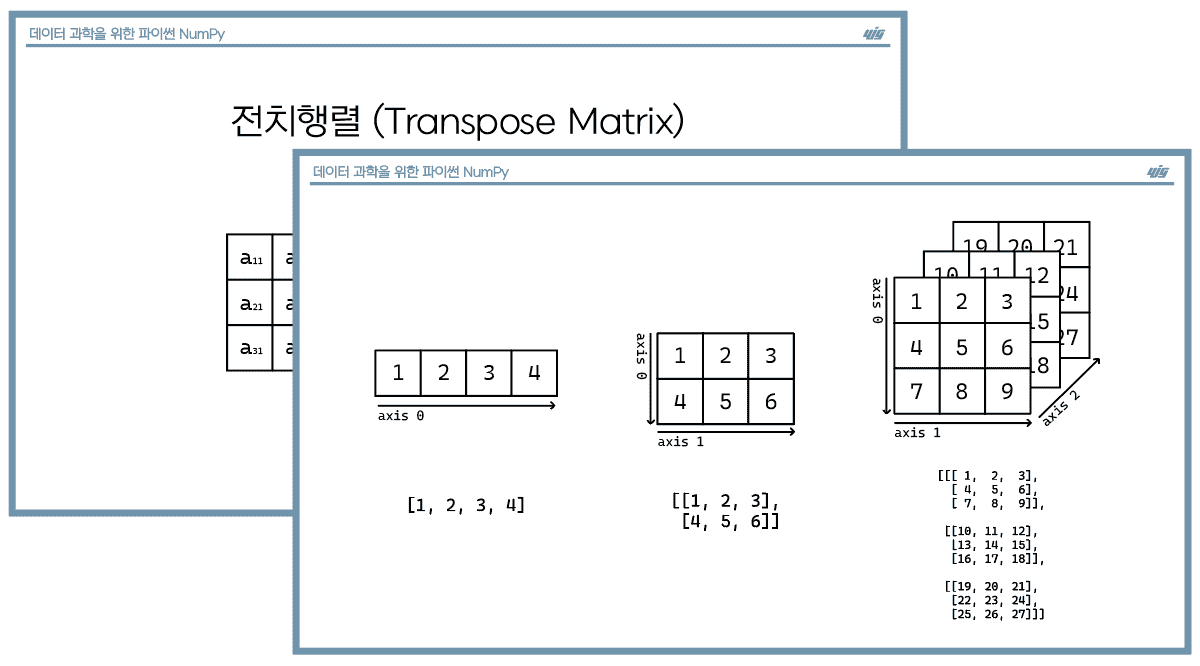 데이터 과학을 위한 파이썬 NumPy
yjg
전치행렬 (Transpose Matrix)
a11 a
a21 a
a31 a
데이터 과학을 위한 파이썬 NumPy
yjg
1 2 3 4
axis 0
[1, 2, 3, 4]
axis 0
1 2 3
4 5 6
axis 1
[[1, 2, 3],
[4, 5, 6]]
19 20 21
24
27
10 11 12
15
18
axis 0
1 2 3
4 5 6
7 8 9
axis 1
axis 2
[[[ 1, 2, 3],
[ 4, 5, 6],
[ 7, 8, 9]],
[[10, 11, 12],
[13, 14, 15],
[16, 17, 18]],
[[19, 20, 21],
[22, 23, 24],
[25, 26, 27]]]